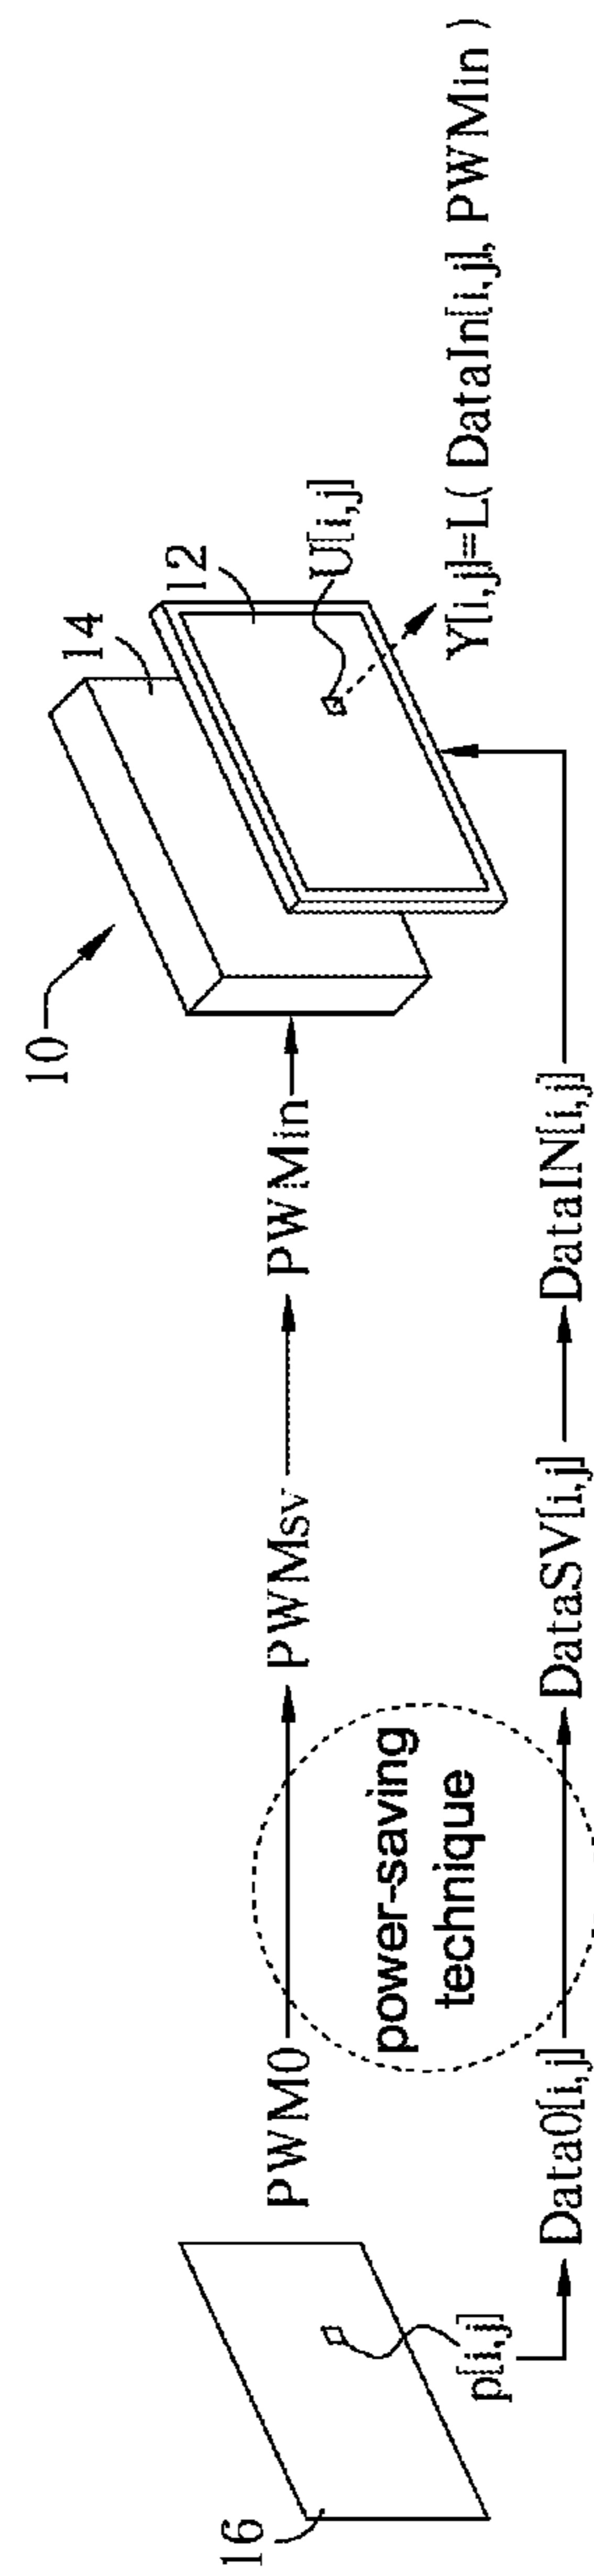 16
p[i,j]
PWM0
Data0[i,j]
power-saving
technique
PWMsv
DataSV[i,j]
PWMin
DataIN[i,j]
10
14
12
U[i,j]
Y[i,j]=L( DataIn[i,j], PWMin )